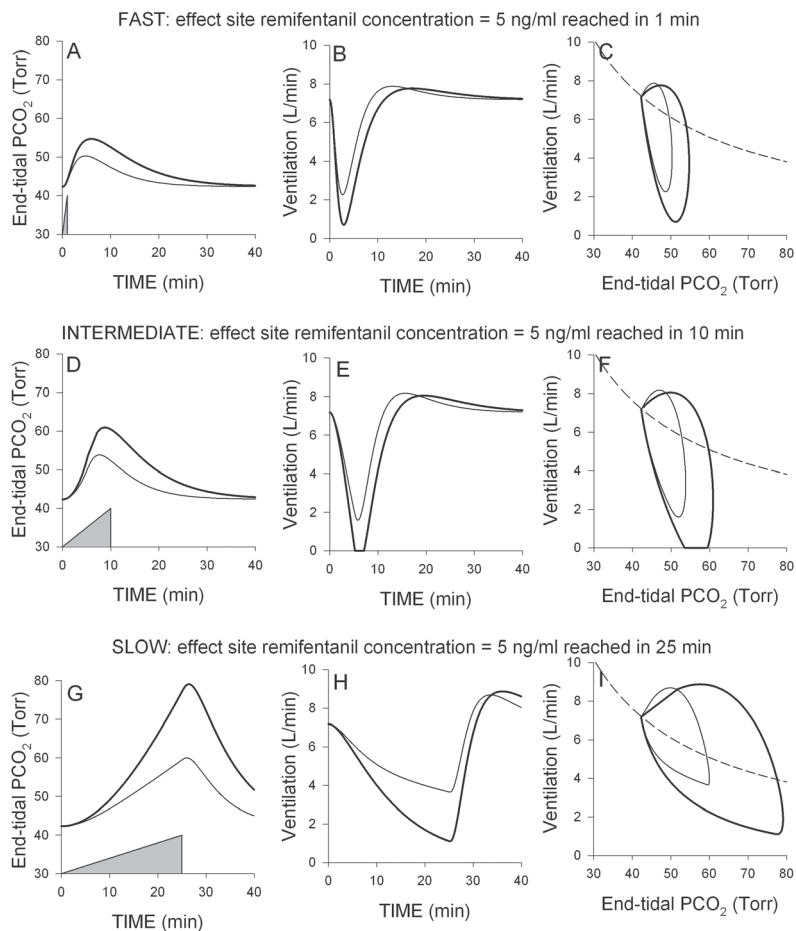 FAST: effect site remifentanil concentration = 5 ng/ml reached in 1 min
A
B
C
End-tidal PCO2 (Torr)
80
70
60
50
40
30
0 10 20 30 40
TIME (min)
Ventilation (L/min)
10
8
6
4
2
0
0 10 20 30 40
TIME (min)
Ventilation (L/min)
10
8
6
4
2
0
30 40 50 60 70 80
End-tidal PCO2 (Torr)
INTERMEDIATE: effect site remifentanil concentration = 5 ng/ml reached in 10 min
D
E
F
End-tidal PCO2 (Torr)
80
70
60
50
40
30
0 10 20 30 40
TIME (min)
Ventilation (L/min)
10
8
6
4
2
0
0 10 20 30 40
TIME (min)
Ventilation (L/min)
10
8
6
4
2
0
30 40 50 60 70 80
End-tidal PCO2 (Torr)
SLOW: effect site remifentanil concentration = 5 ng/ml reached in 25 min
G
H
I
End-tidal PCO2 (Torr)
80
70
60
50
40
30
0 10 20 30 40
TIME (min)
Ventilation (L/min)
10
8
6
4
2
0
0 10 20 30 40
TIME (min)
Ventilation (L/min)
10
8
6
4
2
0
30 40 50 60 70 80
End-tidal PCO2 (Torr)